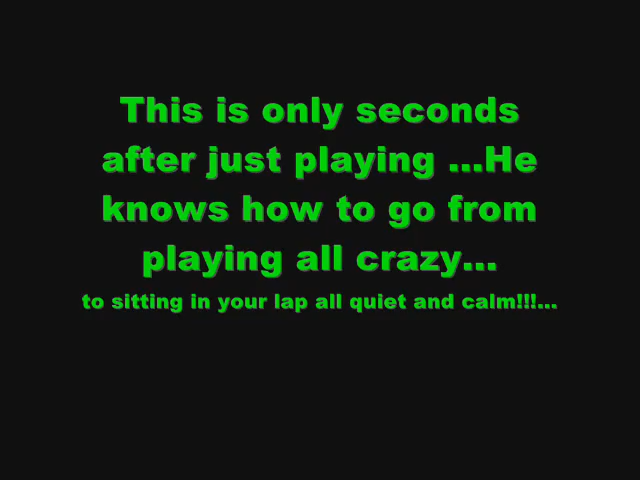 This is only seconds
after just playing ...He
knows how to go from
playing all crazy...
to sitting in your lap all quiet and calm!!!...